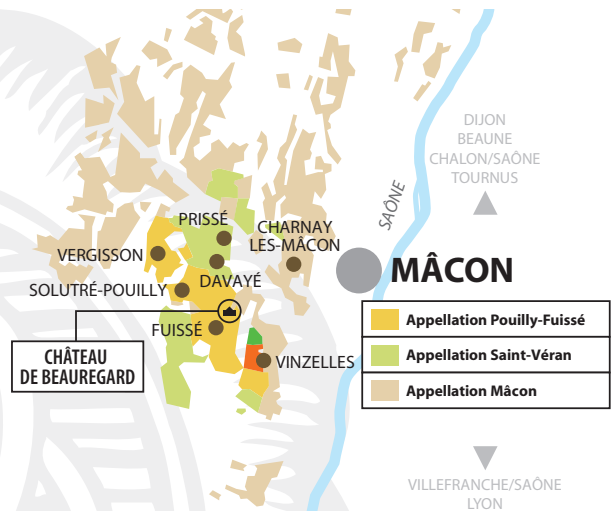 DIJON
BEAUNE
CHALON/SAÔNE
TOURNUS
SAÔNE
PRISSÉ
CHARNAY
LES-MÂCON
VERGISSON
MÂCON
SOLUTRÉ-POUILLY
DAVAYÉ
FUISSÉ
CHÂTEAU
DE BEAUREGARD
VINZELLES
Appellation Pouilly-Fuissé
Appellation Saint-Véran
Appellation Mâcon
VILLEFRANCHE/SAÔNE
LYON